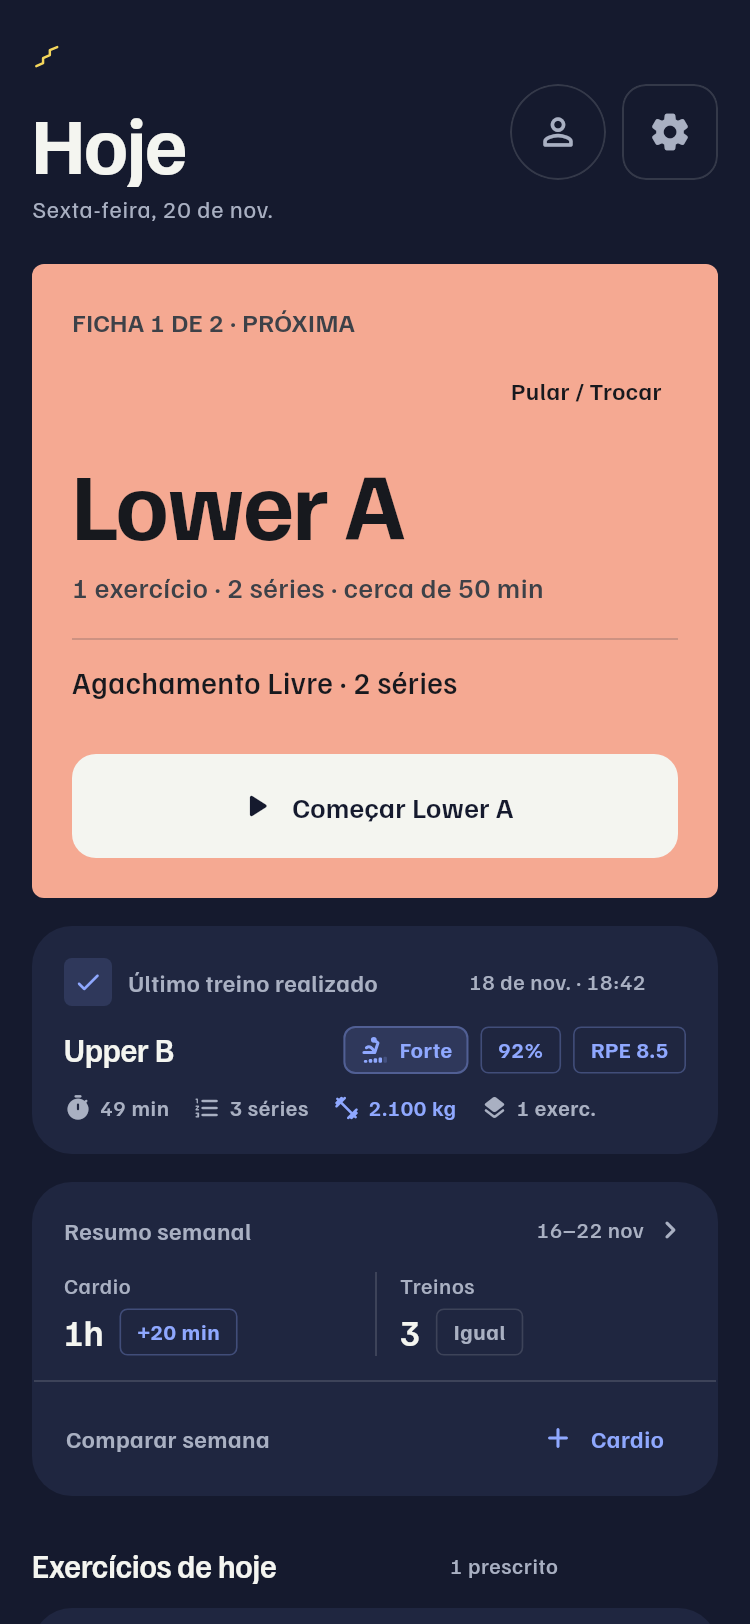 Hoje
Sexta-feira, 20 de nov.
FICHA 1 DE 2 · PRÓXIMA
Pular / Trocar
Lower A
1 exercício · 2 séries · cerca de 50 min
Agachamento Livre · 2 séries
Começar Lower A
Último treino realizado 18 de nov. · 18:42
Upper B Forte 92% RPE 8.5
49 min 3 séries 2.100 kg 1 exerc.
Resumo semanal 16–22 nov
Cardio Treinos
1h +20 min 3 Igual
Comparar semana Cardio
Exercícios de hoje 1 prescrito